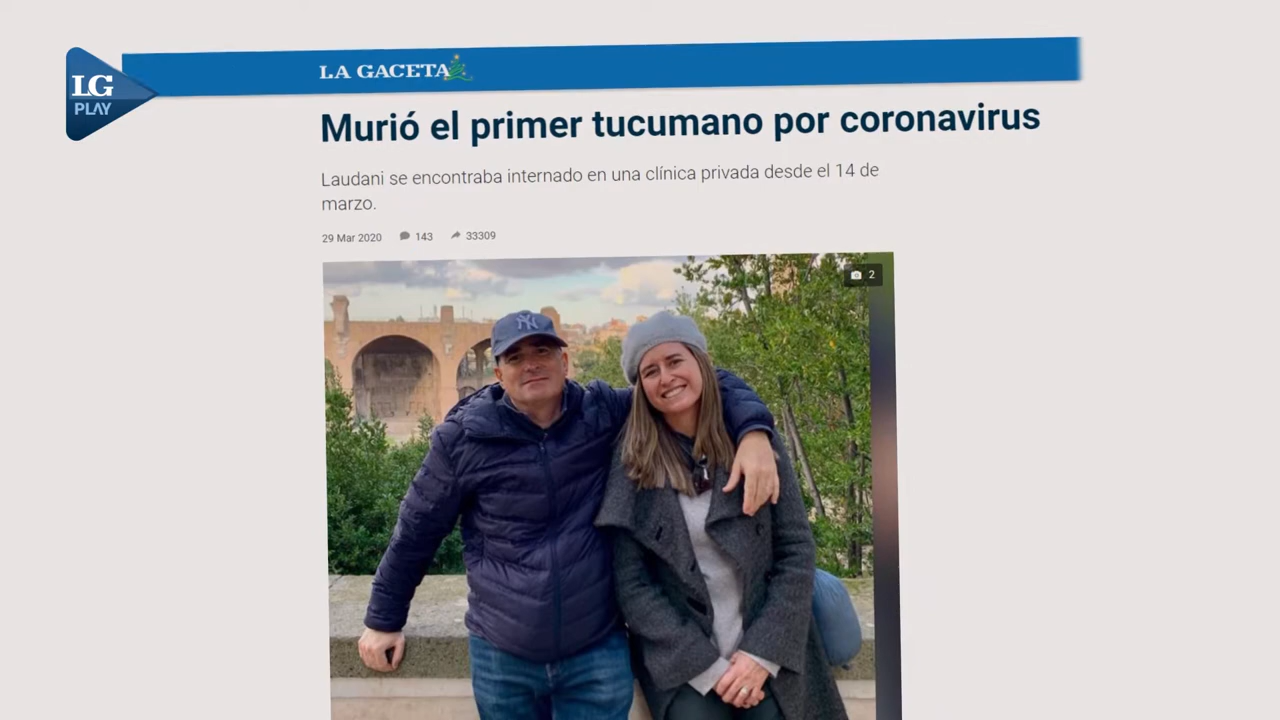 LG
PLAY
LA GACETA
Murió el primer tucumano por coronavirus
Laudani se encontraba internado en una clínica privada desde el 14 de
marzo.
29 Mar 2020 143 33309
2
NY